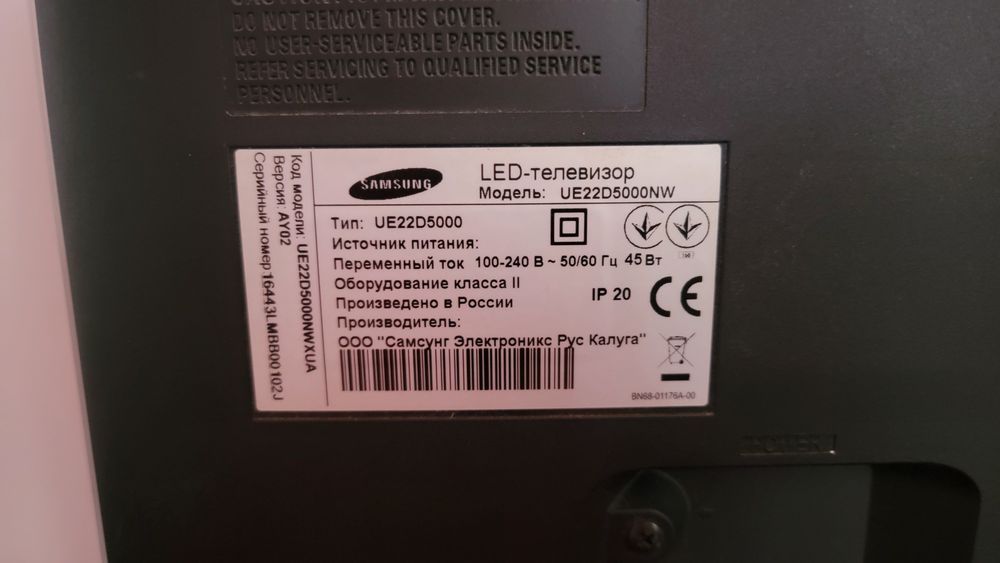 DO NOT REMOVE THIS COVER.
NO USER-SERVICEABLE PARTS INSIDE.
REFER SERVICING TO QUALIFIED SERVICE
PERSONNEL.
Код модели: UE22D5000NWXUA
Версия: AY02
Серийный номер 16443LMBB00102J
SAMSUNG
LED-телевизор
Модель: UE22D5000NW
Тип: UE22D5000
Источник питания:
Переменный ток 100-240 В ~ 50/60 Гц 45 Вт
Оборудование класса II
Произведено в России
IP 20
CE
Производитель:
ООО "Самсунг Электроникс Рус Калуга"
BN68-01176A-00
POWER